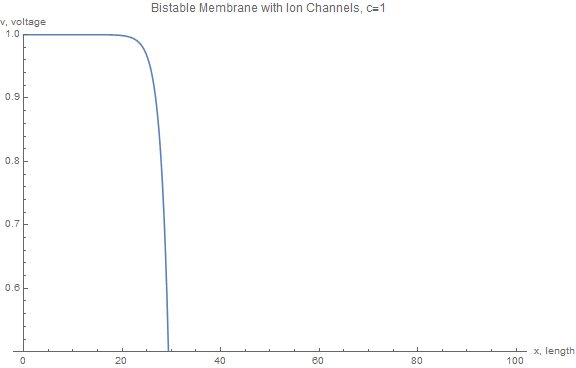 Bistable Membrane with Ion Channels, c=1
v, voltage
1.0
0.9
0.8
0.7
0.6
0 20 40 60 80 100
x, length